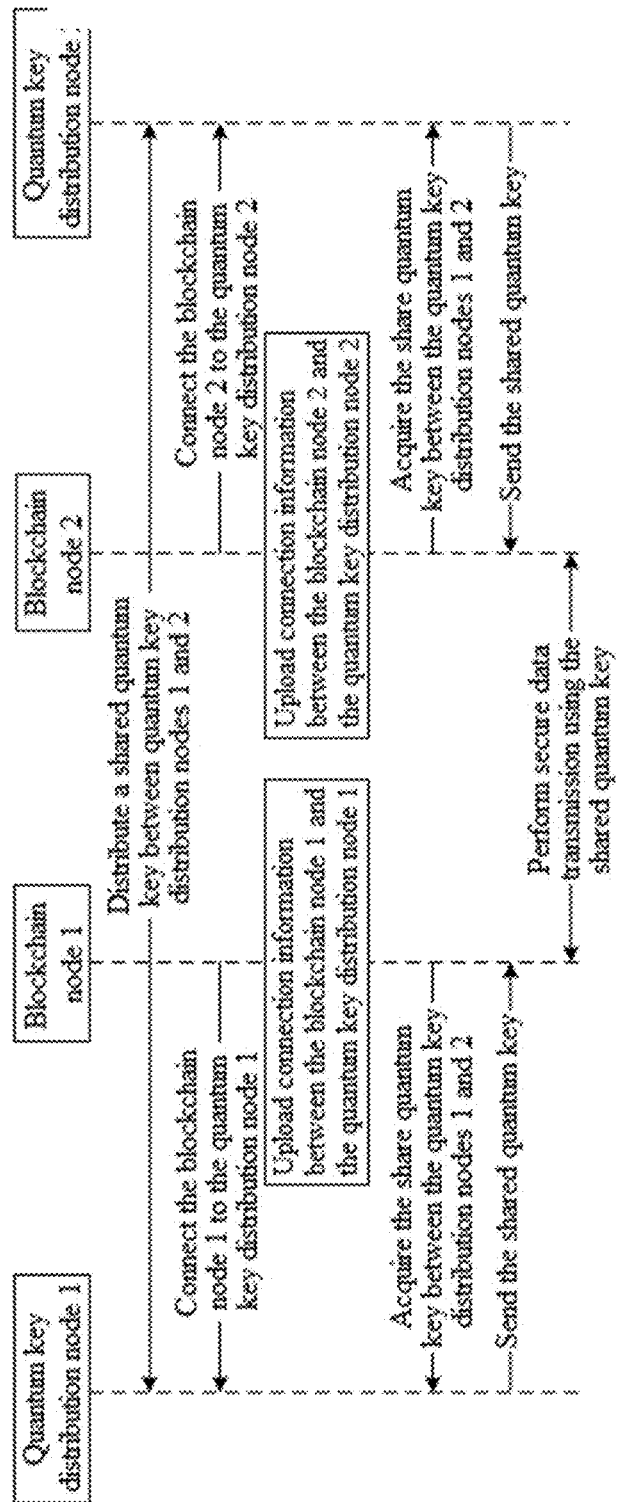 Quantum key
distribution node 1
Blockchain
node 1
Blockchain
node 2
Quantum key
distribution node
Distribute a shared quantum
key between quantum key
distribution nodes 1 and 2
Connect the blockchain
node 1 to the quantum
key distribution node 1
Connect the blockchain
node 2 to the quantum
key distribution node 2
Upload connection information
between the blockchain node 1 and
the quantum key distribution node 1
Upload connection information
between the blockchain node 2 and
the quantum key distribution node 2
Acquire the share quantum
key between the quantum key
distribution nodes 1 and 2
Acquire the share quantum
key between the quantum key
distribution nodes 1 and 2
Send the shared quantum key
Send the shared quantum key
Perform secure data
transmission using the
shared quantum key